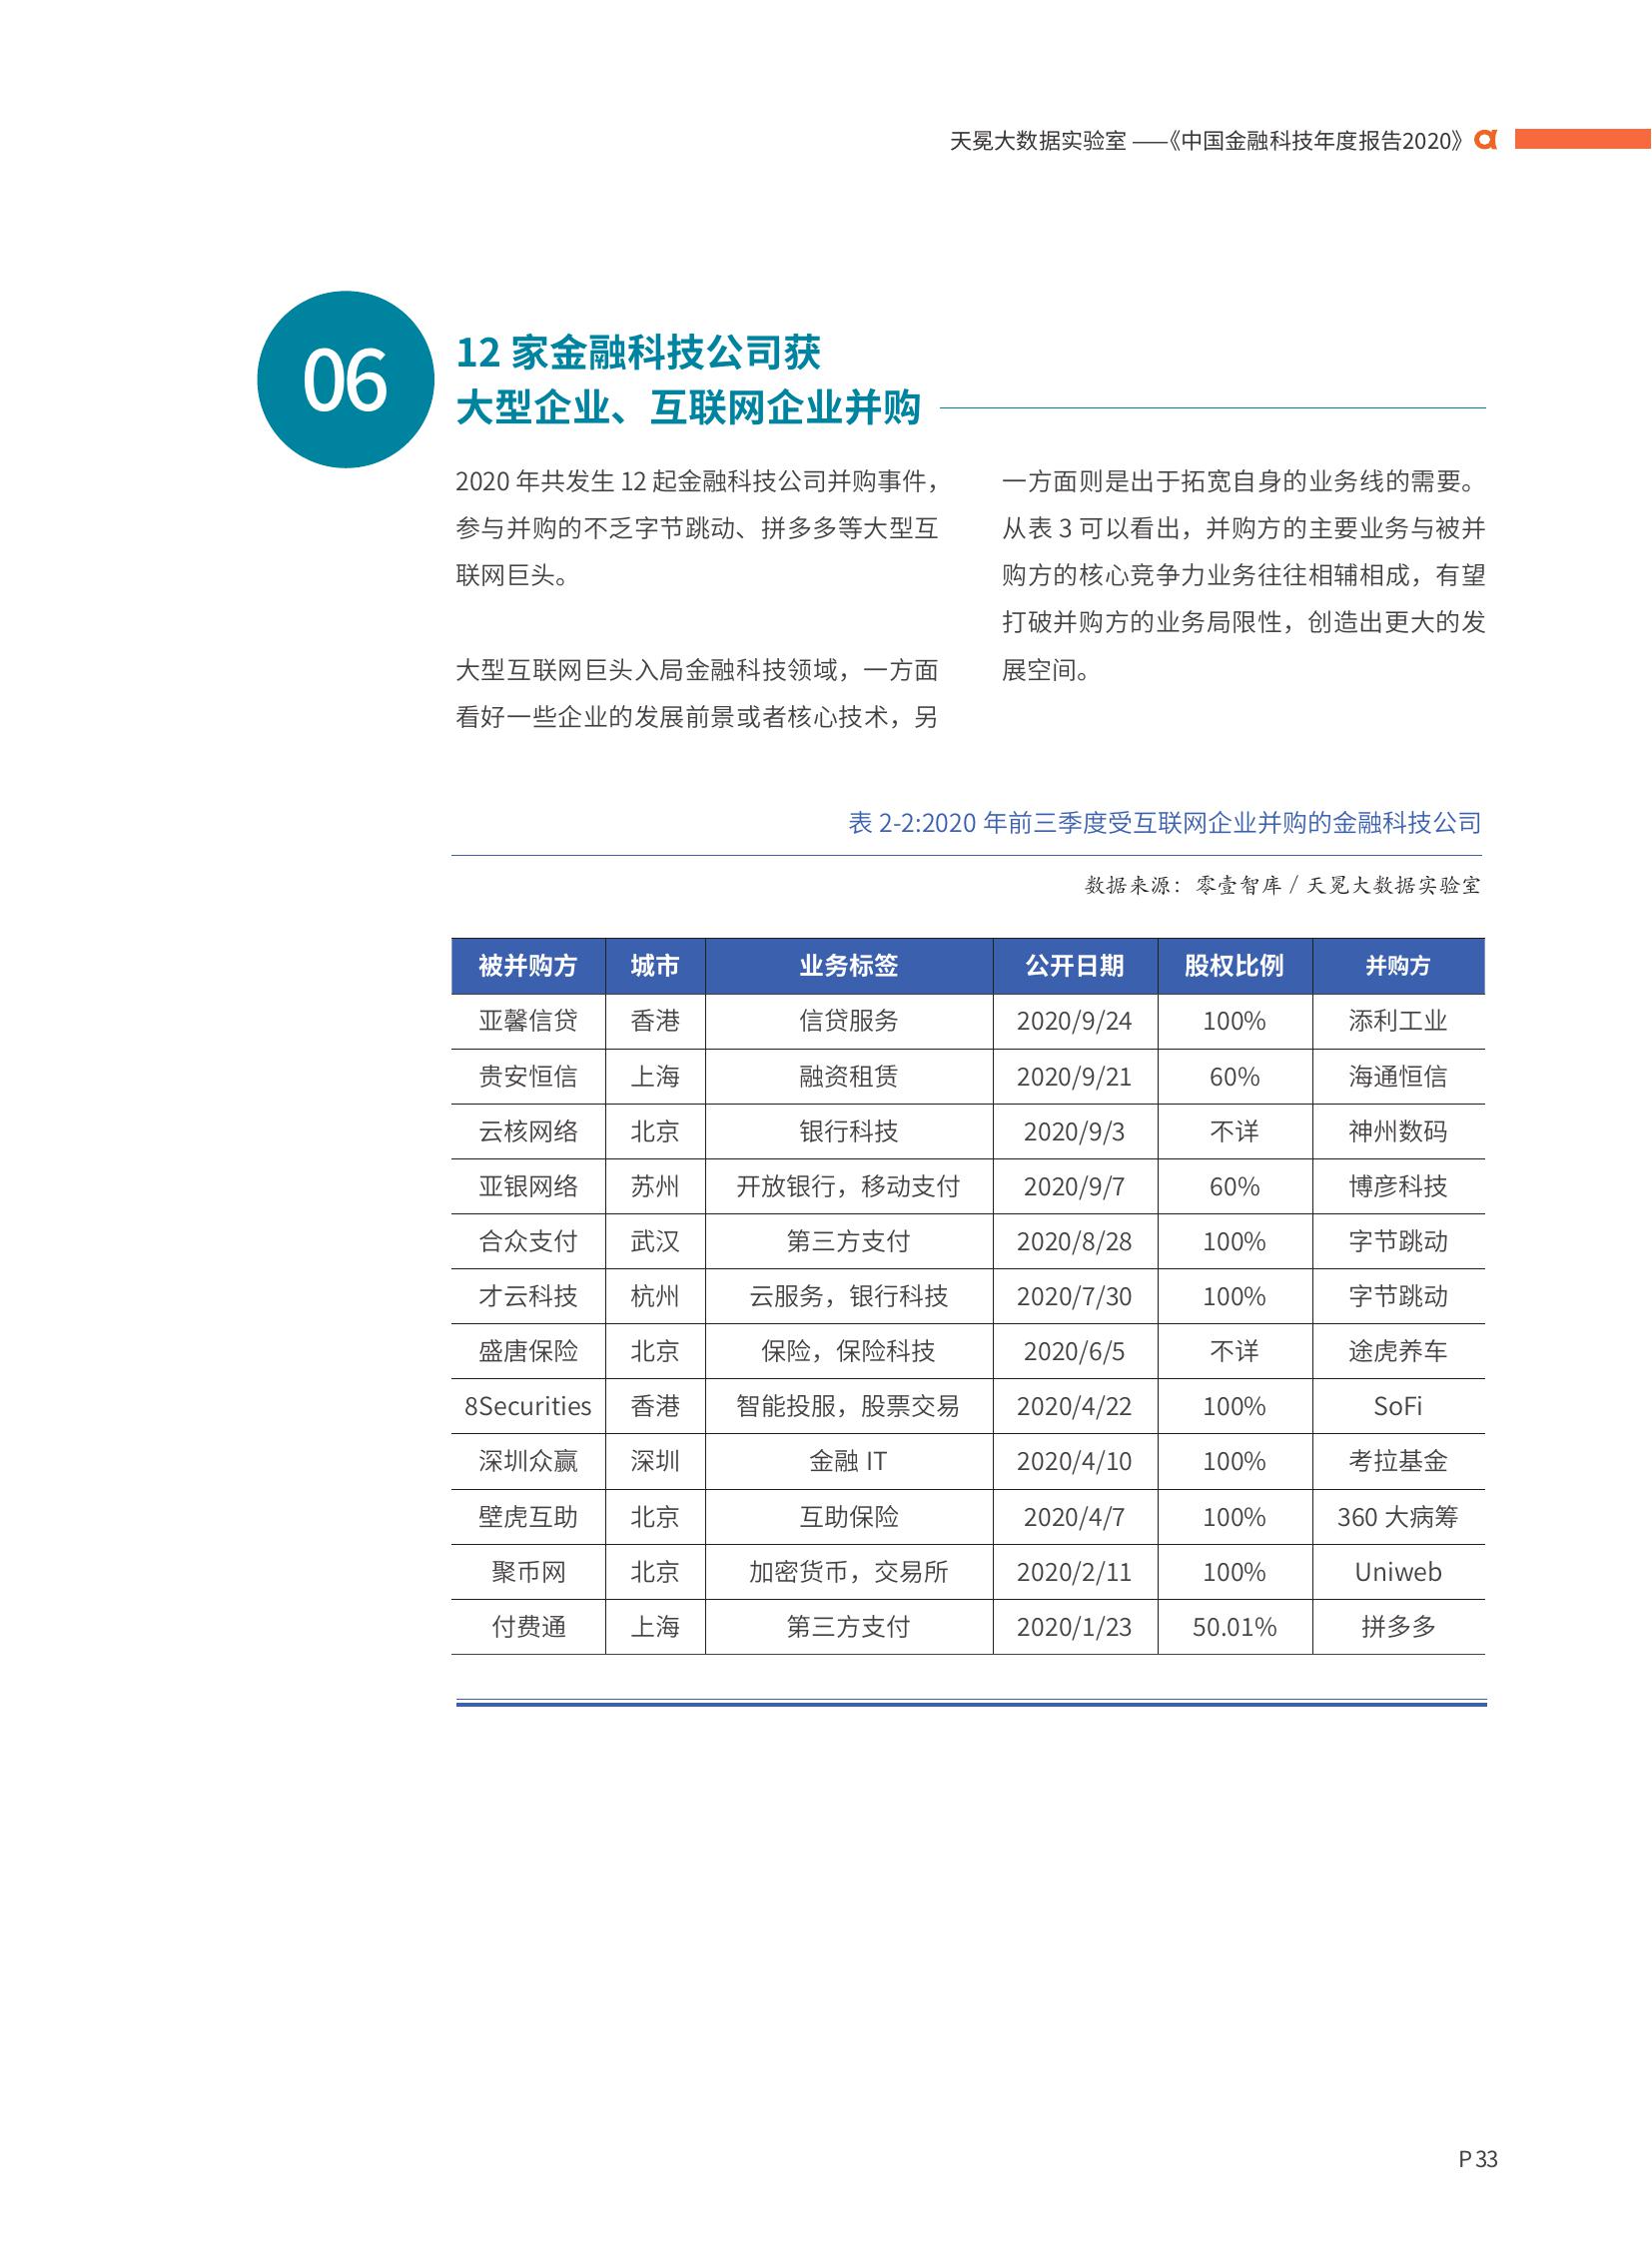 天冕大数据实验室 ——《中国金融科技年度报告2020》
06
12 家金融科技公司获
大型企业、互联网企业并购
2020 年共发生 12 起金融科技公司并购事件，
参与并购的不乏字节跳动、拼多多等大型互
联网巨头。
大型互联网巨头入局金融科技领域，一方面
看好一些企业的发展前景或者核心技术，另
一方面则是出于拓宽自身的业务线的需要。
从表 3 可以看出，并购方的主要业务与被并
购方的核心竞争力业务往往相辅相成，有望
打破并购方的业务局限性，创造出更大的发
展空间。
表 2-2:2020 年前三季度受互联网企业并购的金融科技公司
数据来源：零壹智库 / 天冕大数据实验室
被并购方 城市 业务标签 公开日期 股权比例 并购方
亚馨信贷 香港 信贷服务 2020/9/24 100% 添利工业
贵安恒信 上海 融资租赁 2020/9/21 60% 海通恒信
云核网络 北京 银行科技 2020/9/3 不详 神州数码
亚银网络 苏州 开放银行，移动支付 2020/9/7 60% 博彦科技
合众支付 武汉 第三方支付 2020/8/28 100% 字节跳动
才云科技 杭州 云服务，银行科技 2020/7/30 100% 字节跳动
盛唐保险 北京 保险，保险科技 2020/6/5 不详 途虎养车
8Securities 香港 智能投服，股票交易 2020/4/22 100% SoFi
深圳众赢 深圳 金融 IT 2020/4/10 100% 考拉基金
壁虎互助 北京 互助保险 2020/4/7 100% 360 大病筹
聚币网 北京 加密货币，交易所 2020/2/11 100% Uniweb
付费通 上海 第三方支付 2020/1/23 50.01% 拼多多
P 33